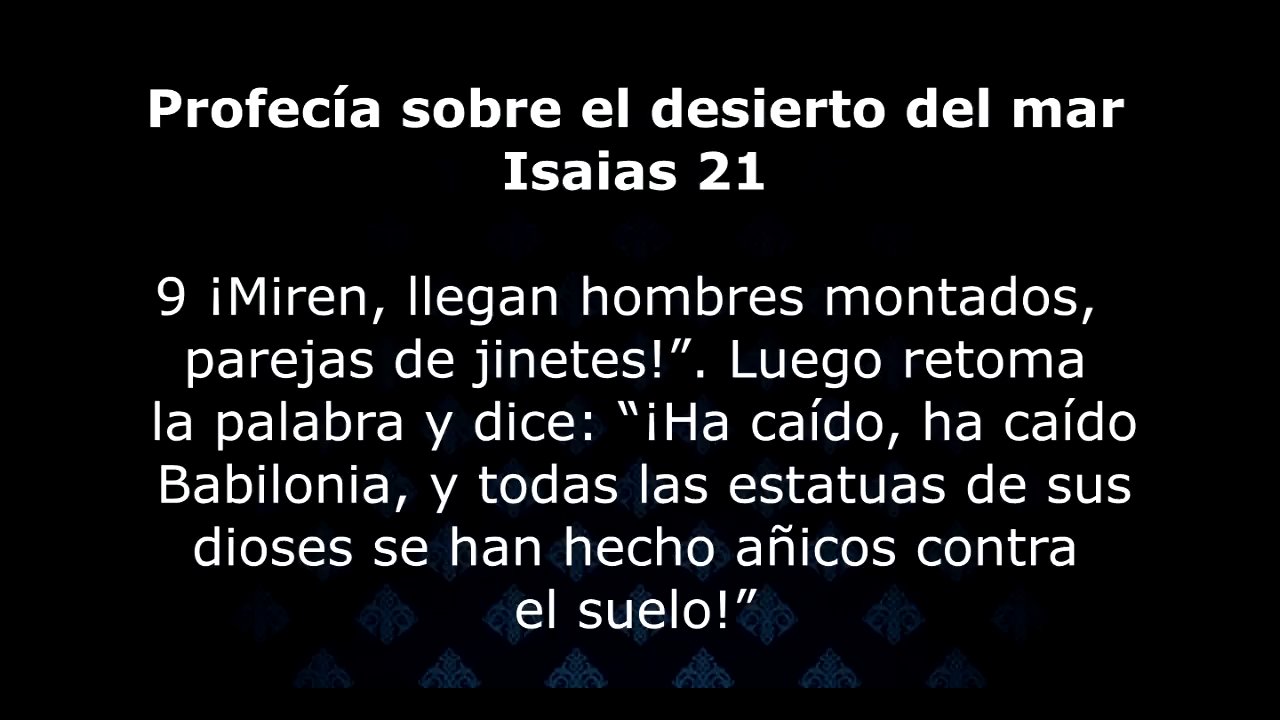 Profecía sobre el desierto del mar
Isaias 21
9 ¡Miren, llegan hombres montados,
parejas de jinetes!”. Luego retoma
la palabra y dice: “¡Ha caído, ha caído
Babilonia, y todas las estatuas de sus
dioses se han hecho añicos contra
el suelo!”